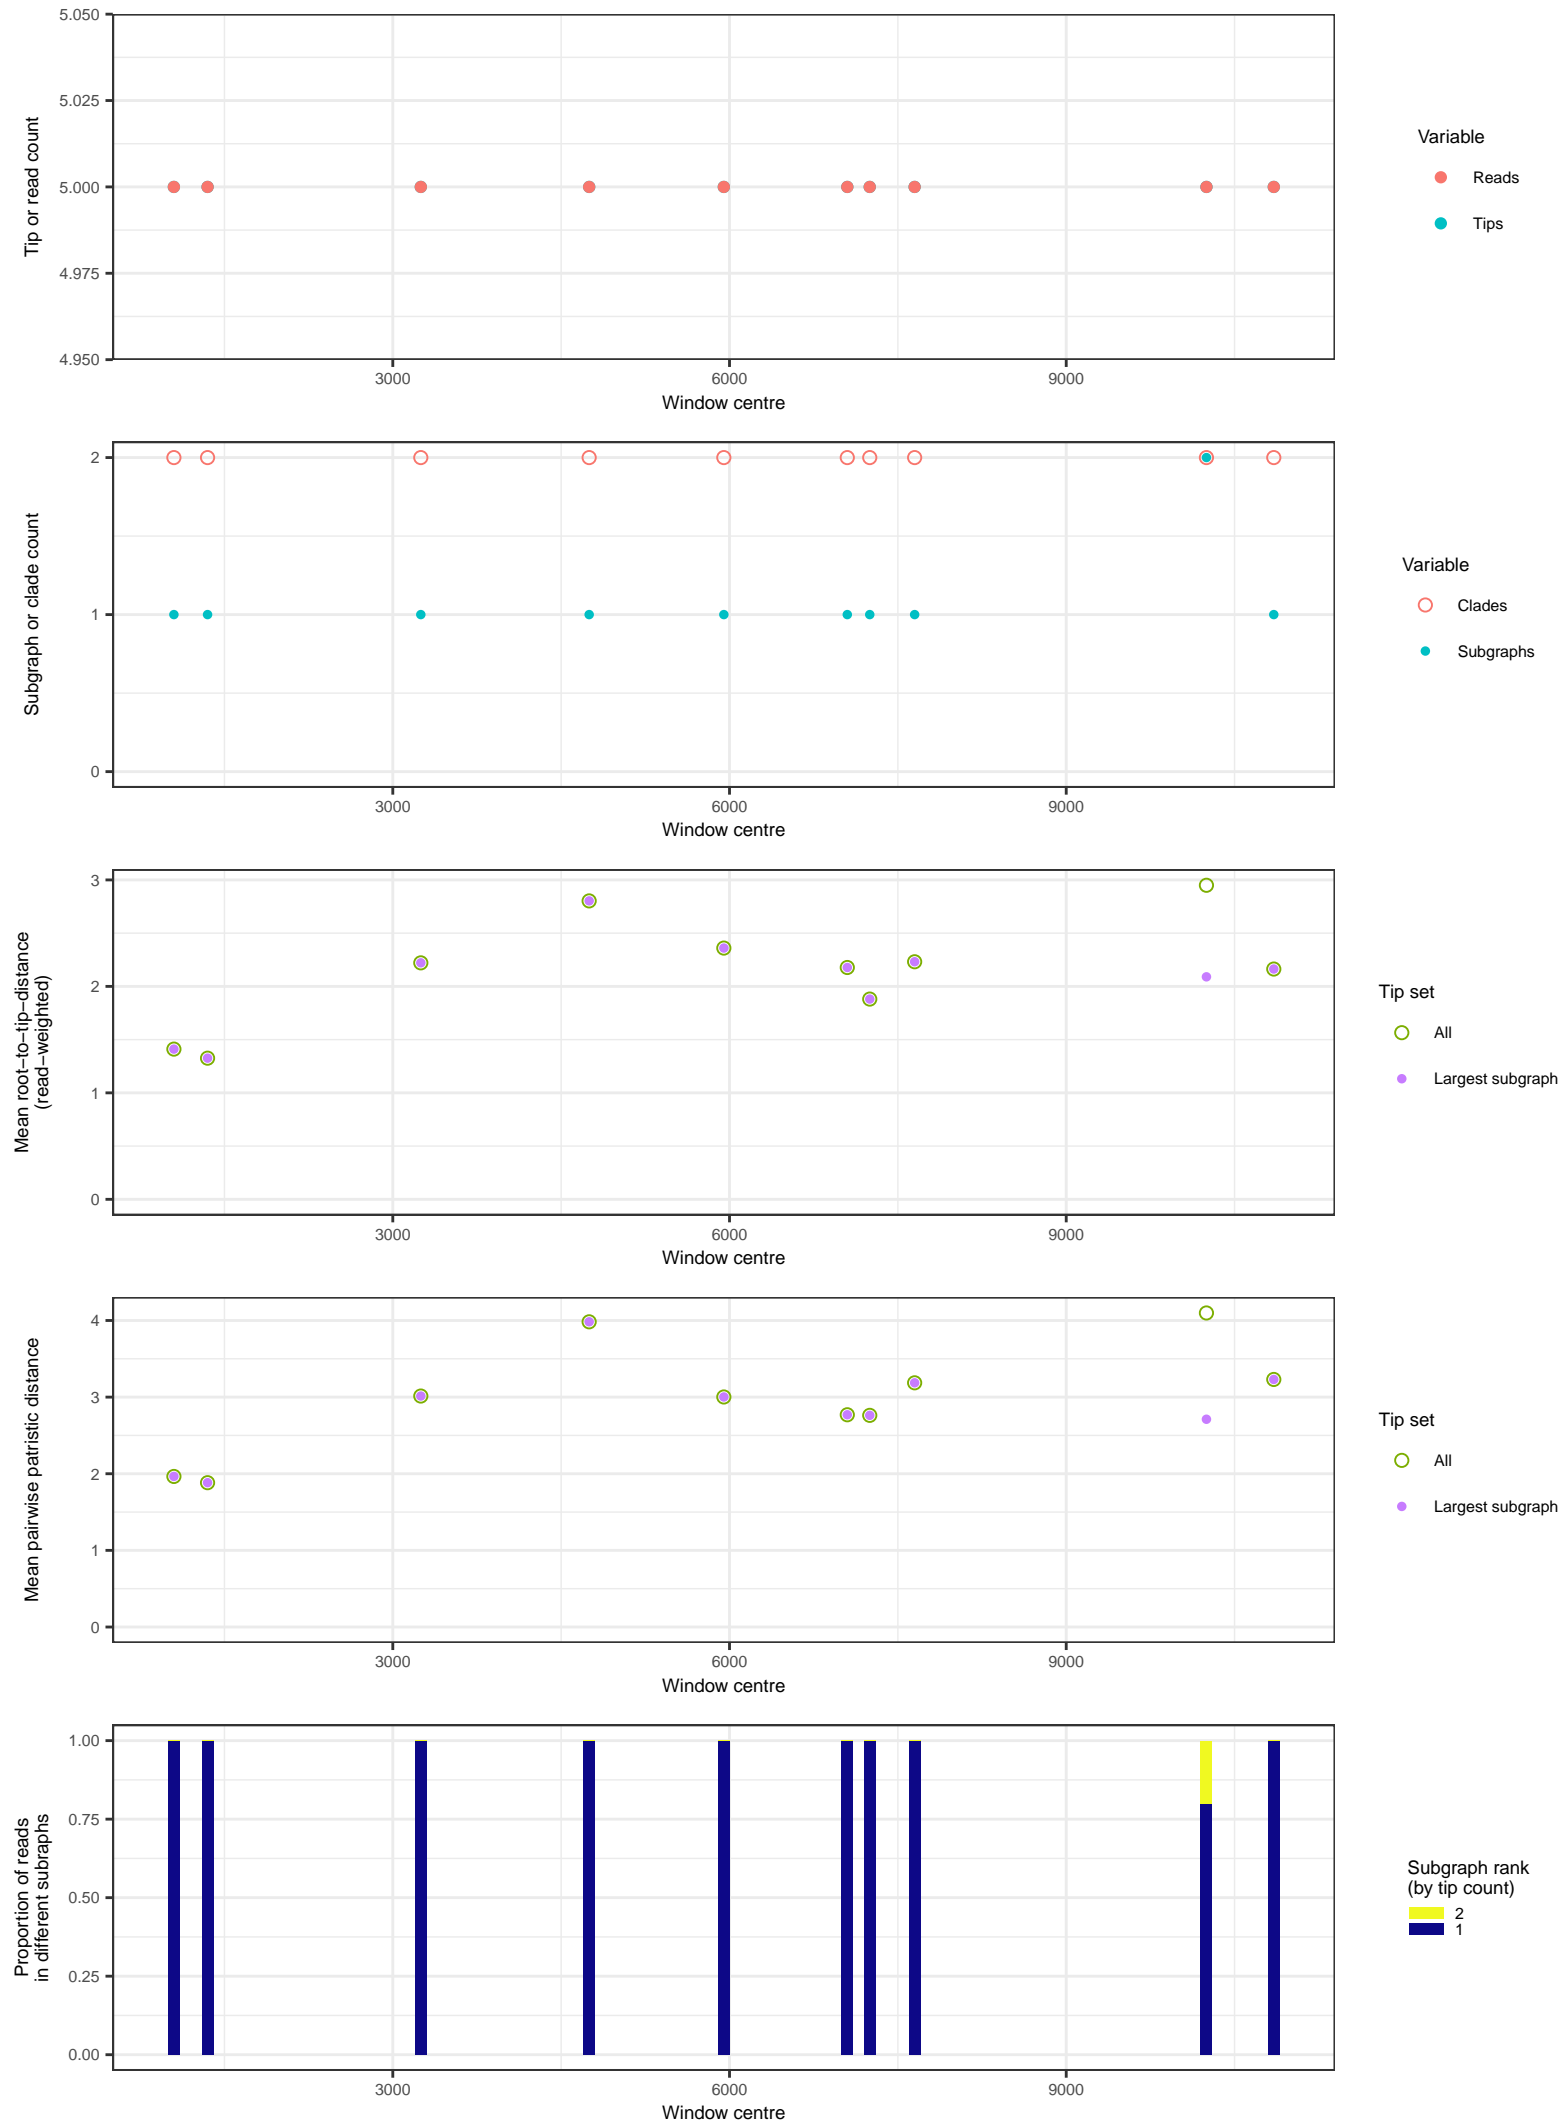 5.050
5.025
5.000
4.975
4.950
Tip or read count
3000 6000 9000
Window centre
Variable
Reads
Tips
2
1
0
Subgraph or clade count
3000 6000 9000
Window centre
Variable
Clades
Subgraphs
3
2
1
0
Mean root−to−tip−distance
(read−weighted)
3000 6000 9000
Window centre
Tip set
All
Largest subgraph
4
3
2
1
0
Mean pairwise patristic distance
3000 6000 9000
Window centre
Tip set
All
Largest subgraph
1.00
0.75
0.50
0.25
0.00
Proportion of reads
in different subraphs
3000 6000 9000
Window centre
Subgraph rank
(by tip count)
2
1